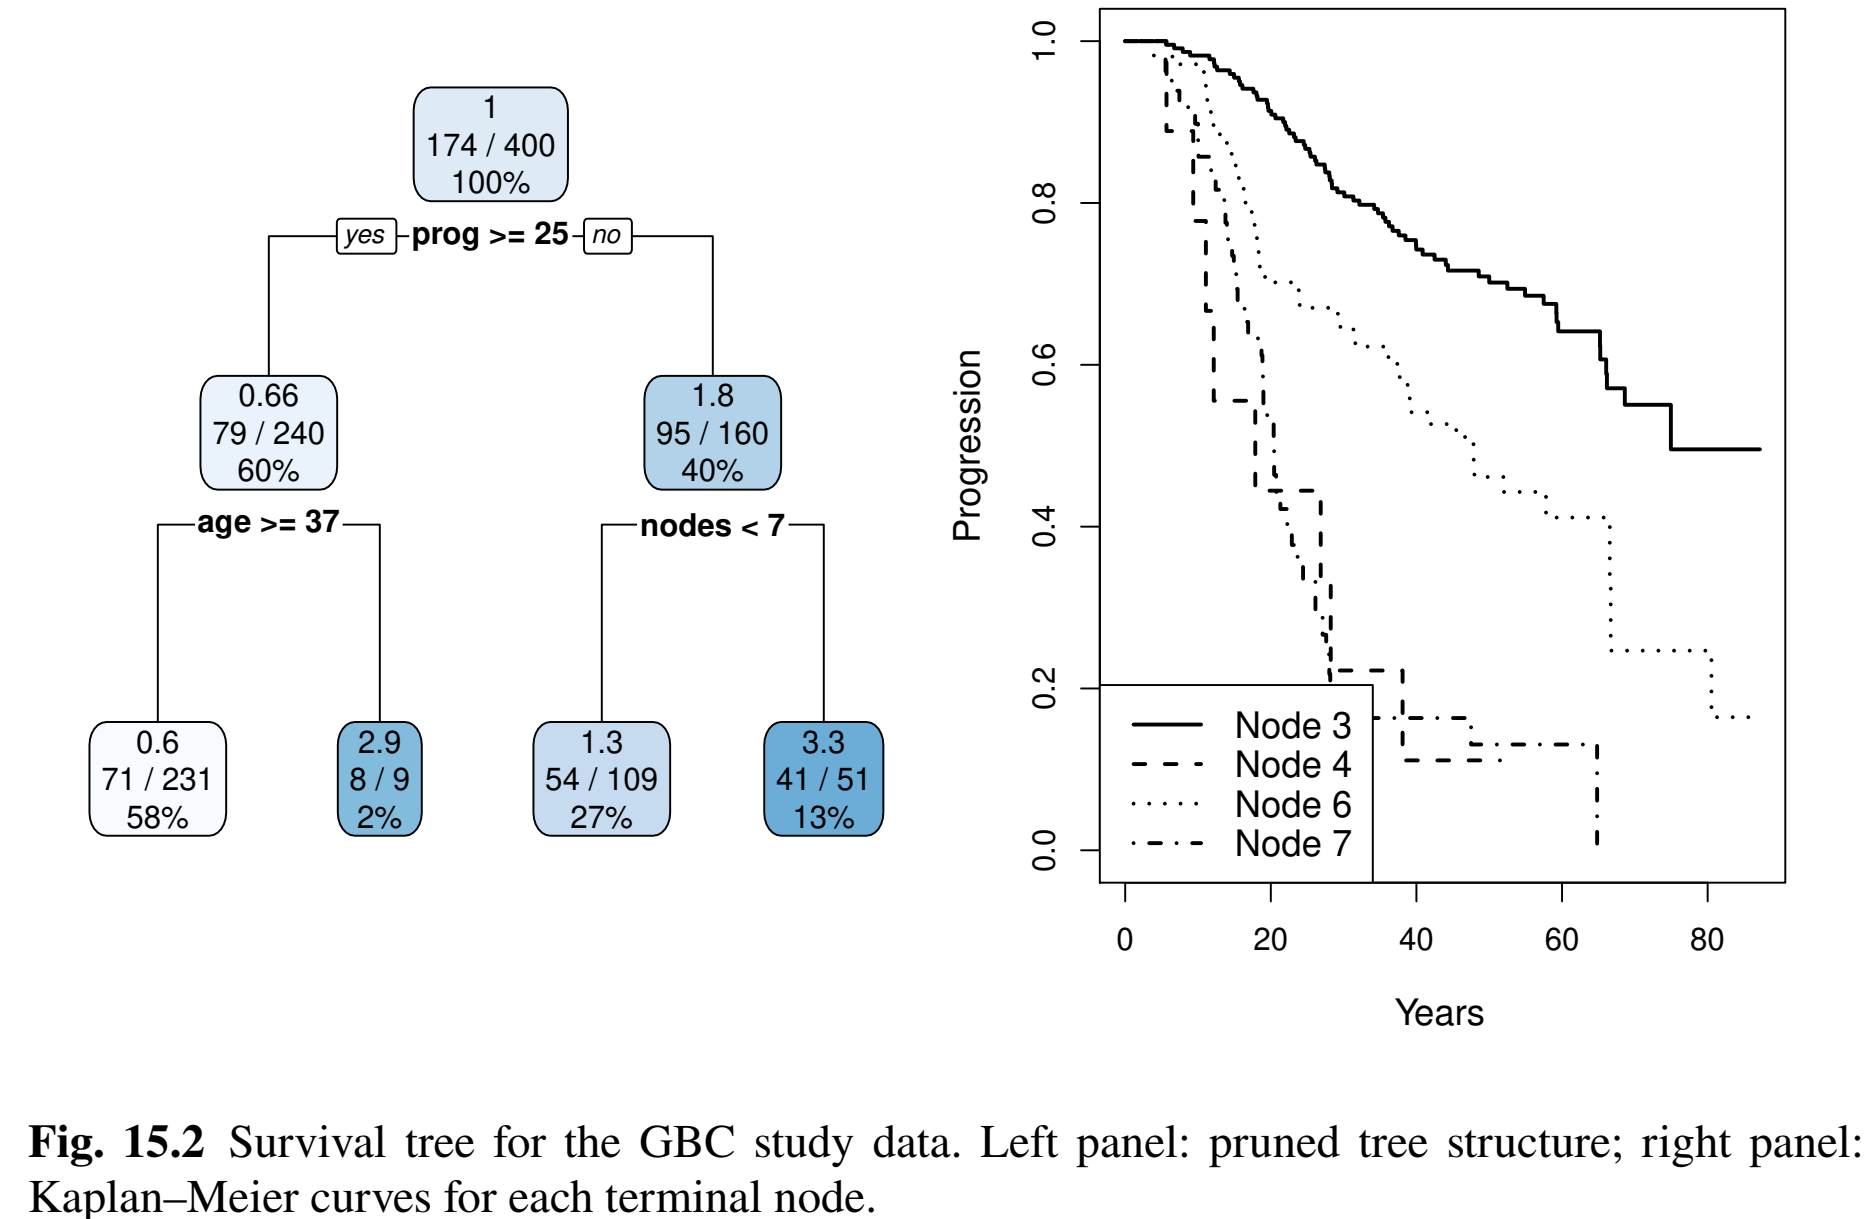 1
174 / 400
100%
yes prog >= 25 no
0.66
79 / 240
60%
1.8
95 / 160
40%
age >= 37
nodes < 7
0.6
71 / 231
58%
2.9
8 / 9
2%
1.3
54 / 109
27%
3.3
41 / 51
13%
Progression
1.0
0.8
0.6
0.4
0.2
0.0
Node 3
Node 4
Node 6
Node 7
0 20 40 60 80
Years
Fig. 15.2 Survival tree for the GBC study data. Left panel: pruned tree structure; right panel:
Kaplan–Meier curves for each terminal node.